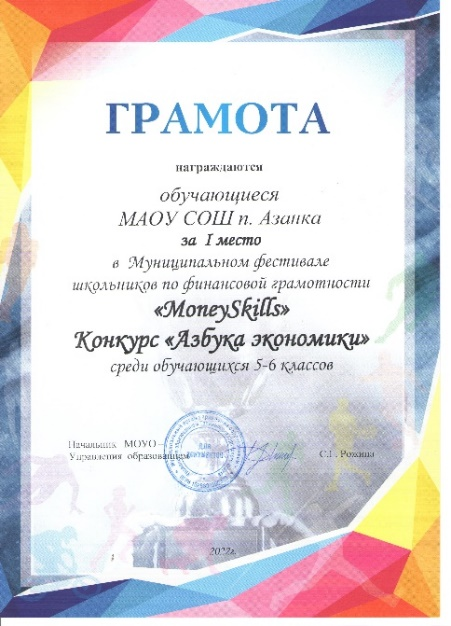 ГРАМОТА
награждаются
обучающиеся
МАОУ СОШ п. Азанка
за I место
в Муниципальном фестивале
школьников по финансовой грамотности
«MoneySkills»
Конкурс «Азбука экономики»
среди обучающихся 5-6 классов
Начальник МОУО –
Управления образованием
2022г.